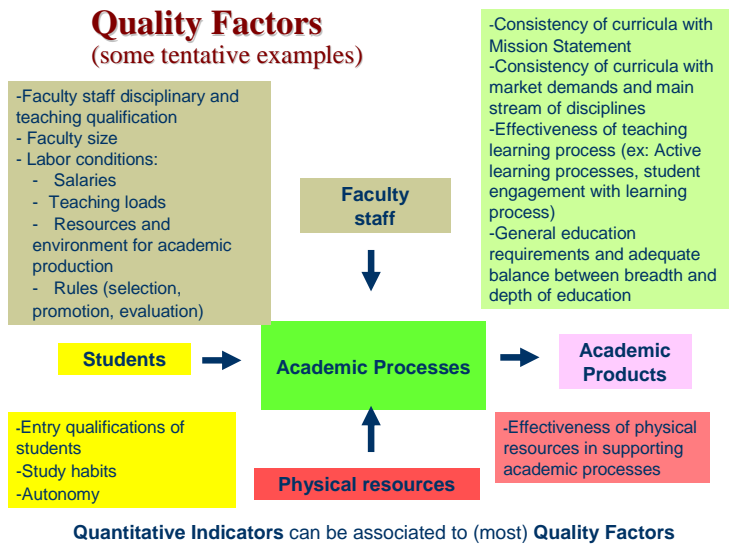 Quality Factors
(some tentative examples)
-Faculty staff disciplinary and
teaching qualification
- Faculty size
- Labor conditions:
- Salaries
- Teaching loads
- Resources and
environment for academic
production
- Rules (selection,
promotion, evaluation)
-Consistency of curricula with
Mission Statement
-Consistency of curricula with
market demands and main
stream of disciplines
-Effectiveness of teaching
learning process (ex: Active
learning processes, student
engagement with learning
process)
-General education
requirements and adequate
balance between breadth and
depth of education
Faculty
staff
Students
Academic Processes
Academic
Products
-Entry qualifications of
students
-Study habits
-Autonomy
Physical resources
-Effectiveness of physical
resources in supporting
academic processes
Quantitative Indicators can be associated to (most) Quality Factors